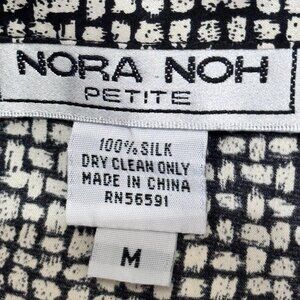 NORA NOH
PETITE
100% SILK
DRY CLEAN ONLY
MADE IN CHINA
RN56591
M